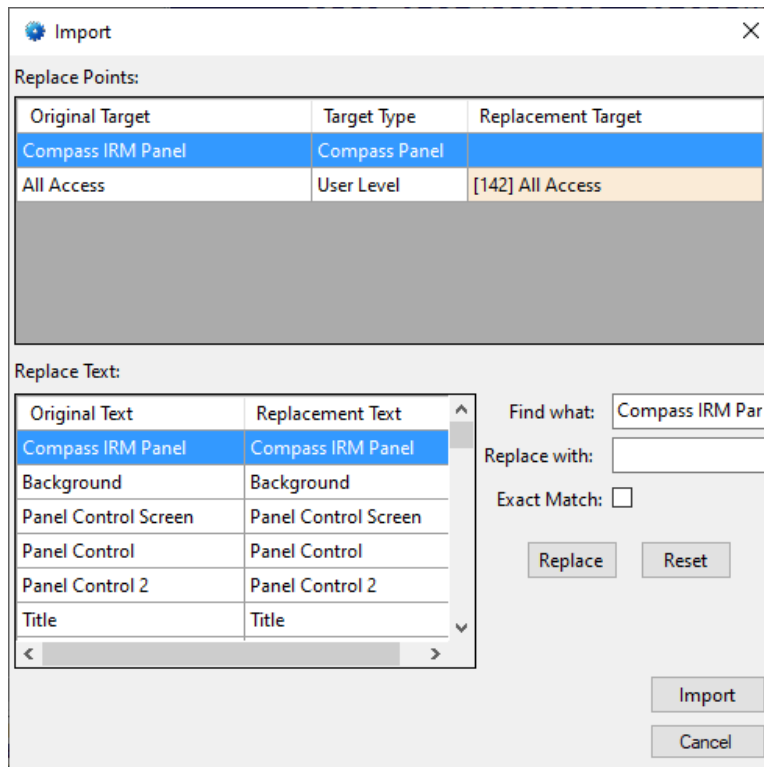 Import
Replace Points:
Original Target Target Type Replacement Target
Compass IRM Panel Compass Panel
All Access User Level [142] All Access
Replace Text:
Original Text Replacement Text
Compass IRM Panel Compass IRM Panel
Background Background
Panel Control Screen Panel Control Screen
Panel Control Panel Control
Panel Control 2 Panel Control 2
Title Title
Find what: Compass IRM Par
Replace with:
Exact Match:
Replace Reset
Import
Cancel